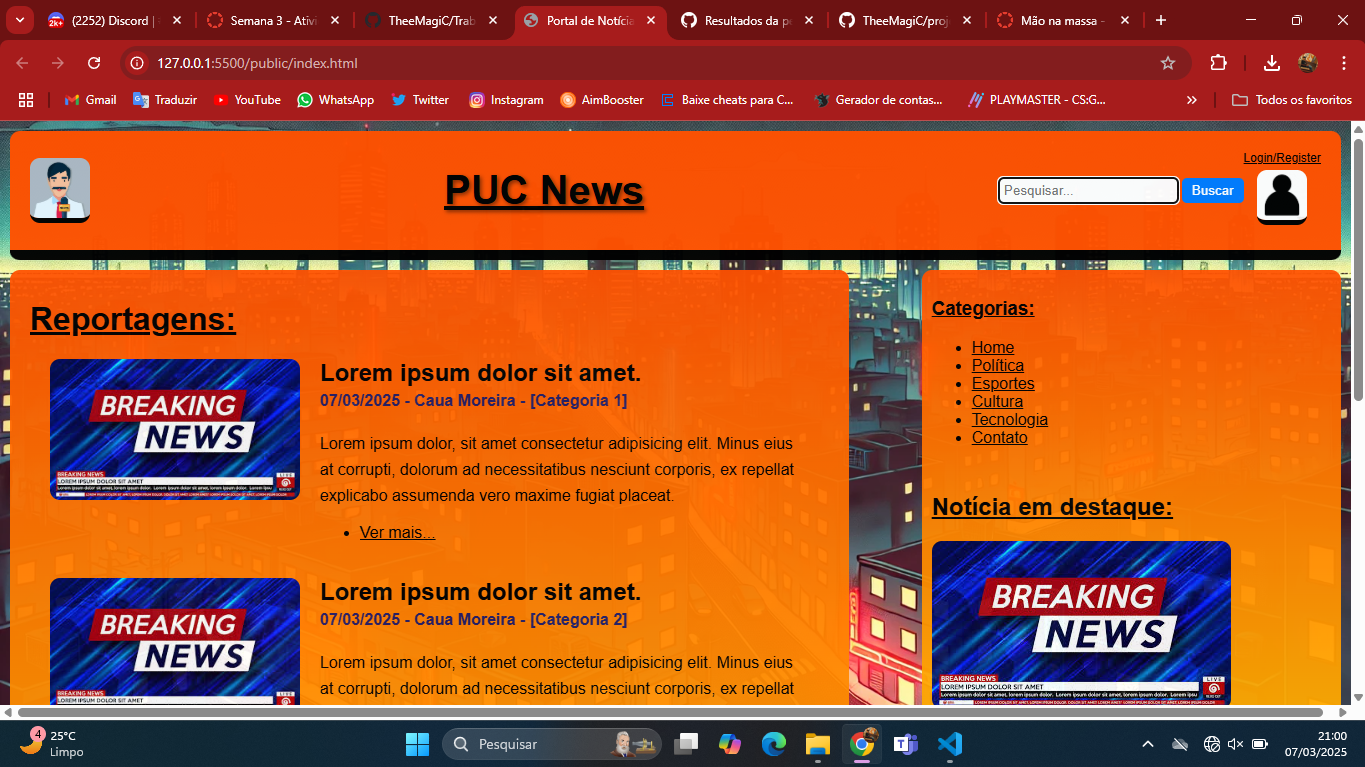 (2252) Discord |
Semana 3 - Ativi
TheeMagiC/Trab
Portal de Notícia
Resultados da pe
TheeMagiC/proj
Mão na massa -
127.0.0.1:5500/public/index.html
Gmail
Traduzir
YouTube
WhatsApp
Twitter
Instagram
AimBooster
Baixe cheats para C...
Gerador de contas...
PLAYMASTER - CS:G...
Todos os favoritos
Login/Register
PUC News
Pesquisar...
Buscar
Reportagens:
BREAKING
NEWS
BREAKING NEWS
LOREM IPSUM DOLOR SIT AMET
LIVE
Lorem ipsum dolor sit amet.
07/03/2025 - Caua Moreira - [Categoria 1]
Lorem ipsum dolor, sit amet consectetur adipisicing elit. Minus eius
at corrupti, dolorum ad necessitatibus nesciunt corporis, ex repellat
explicabo assumenda vero maxime fugiat placeat.
Ver mais...
BREAKING
NEWS
BREAKING NEWS
LIVE
Lorem ipsum dolor sit amet.
07/03/2025 - Caua Moreira - [Categoria 2]
Lorem ipsum dolor, sit amet consectetur adipisicing elit. Minus eius
at corrupti, dolorum ad necessitatibus nesciunt corporis, ex repellat
Categorias:
Home
Política
Esportes
Cultura
Tecnologia
Contato
Notícia em destaque:
BREAKING
NEWS
BREAKING NEWS
LOREM IPSUM DOLOR SIT AMET
LIVE
4
25°C
Limpo
Pesquisar
21:00
07/03/2025